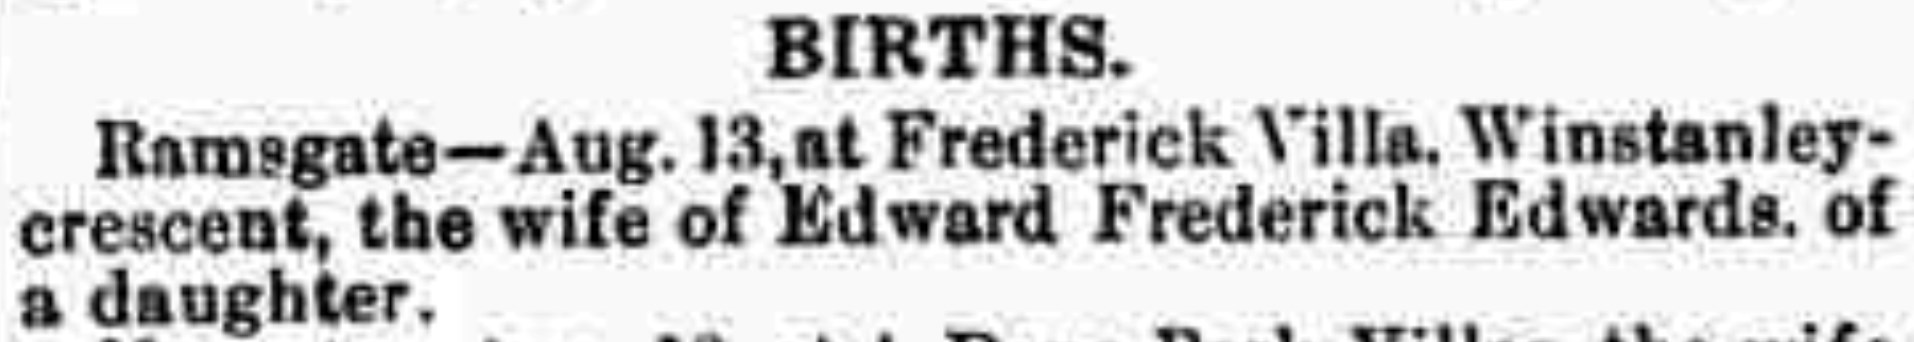 BIRTHS.
Ramsgate—Aug. 13, at Frederick Villa, Winstanley-
crescent, the wife of Edward Frederick Edwards, of
a daughter.